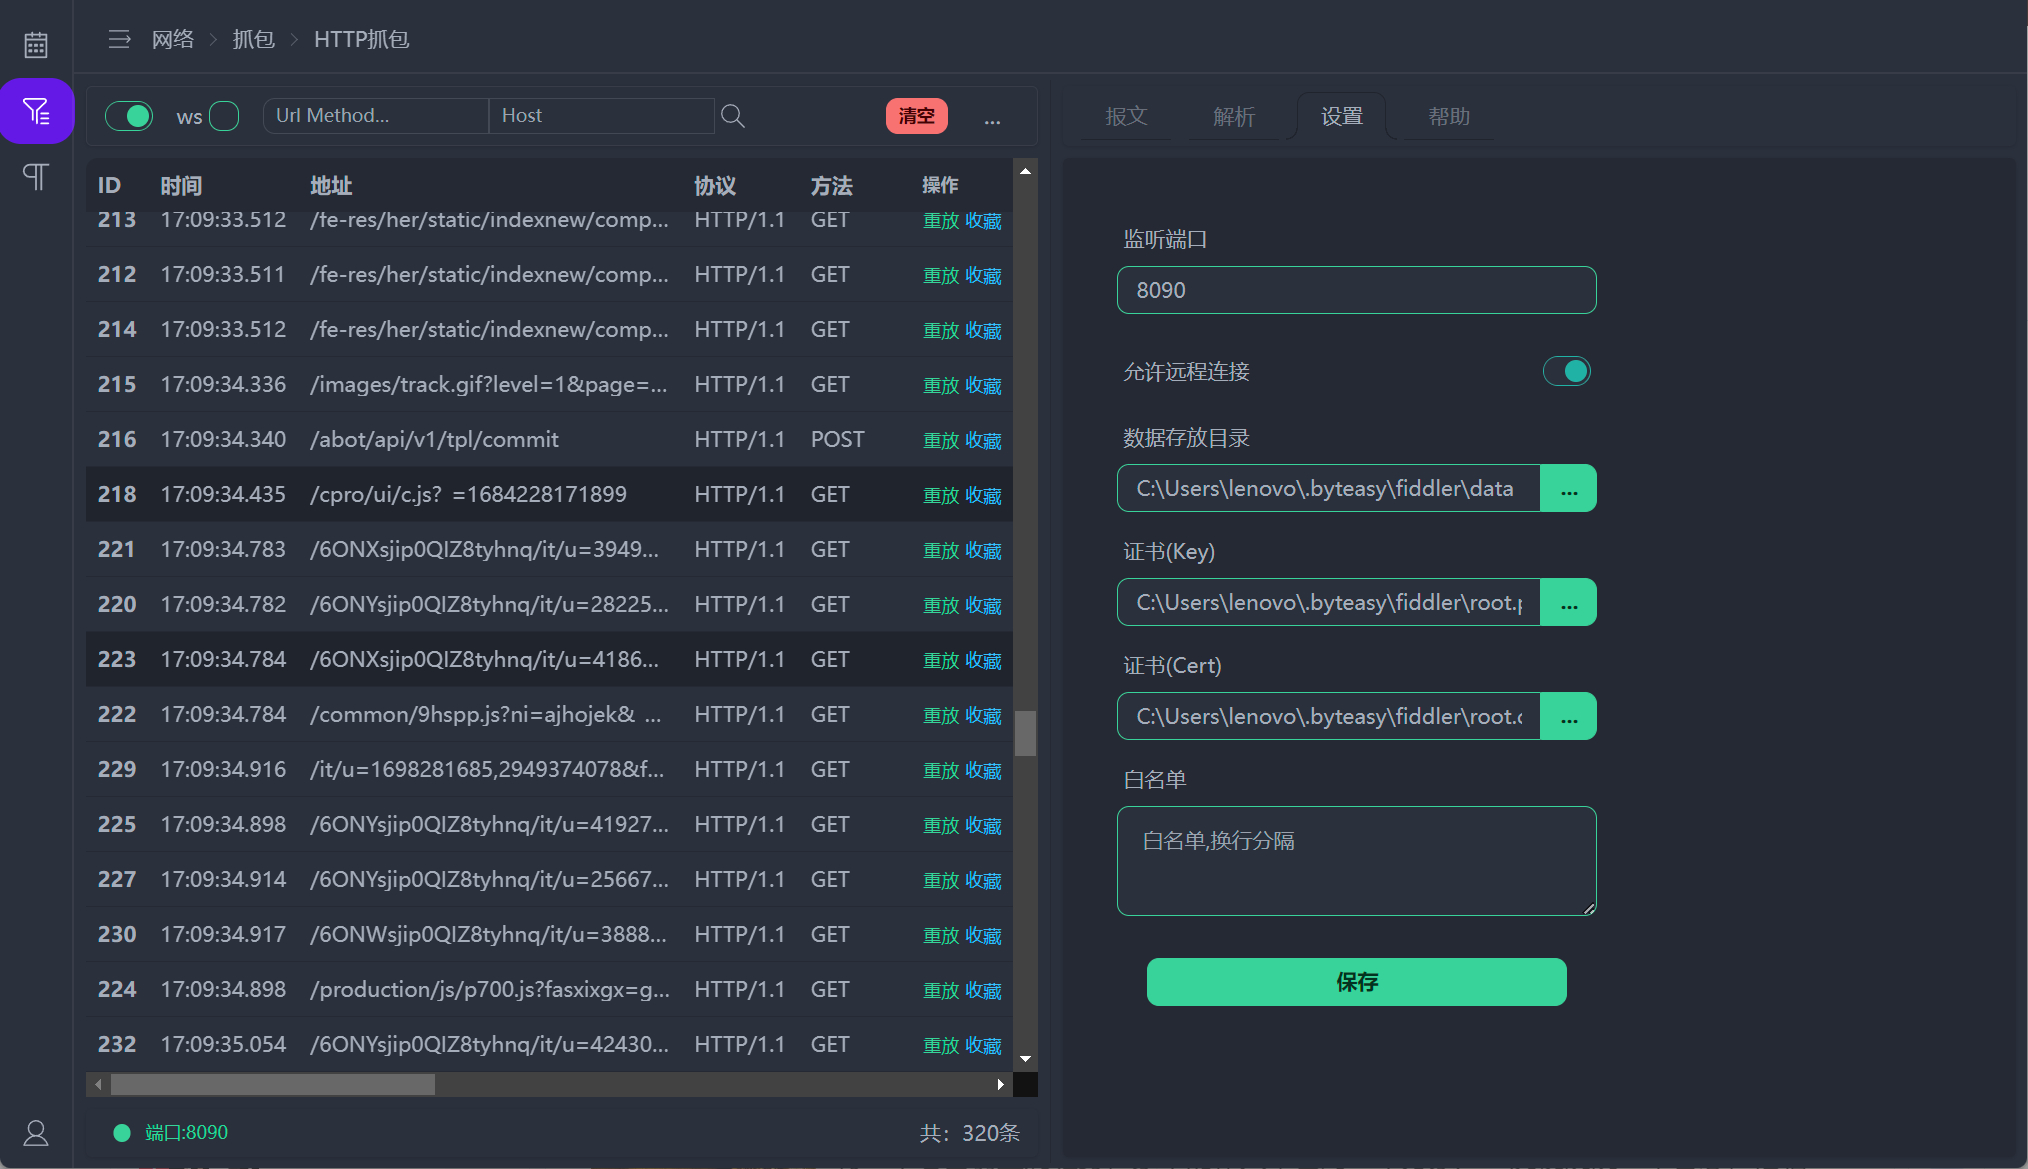 网络 抓包 HTTP抓包
ws Url Method... Host 清空 ...
ID 时间 地址 协议 方法 操作
213 17:09:33.512 /fe-res/her/static/indexnew/comp... HTTP/1.1 GET 重放 收藏
212 17:09:33.511 /fe-res/her/static/indexnew/comp... HTTP/1.1 GET 重放 收藏
214 17:09:33.512 /fe-res/her/static/indexnew/comp... HTTP/1.1 GET 重放 收藏
215 17:09:34.336 /images/track.gif?level=1&page=... HTTP/1.1 GET 重放 收藏
216 17:09:34.340 /abot/api/v1/tpl/commit HTTP/1.1 POST 重放 收藏
218 17:09:34.435 /cpro/ui/c.js? =1684228171899 HTTP/1.1 GET 重放 收藏
221 17:09:34.783 /6ONXsjip0QIZ8tyhnq/it/u=3949... HTTP/1.1 GET 重放 收藏
220 17:09:34.782 /6ONYsjip0QIZ8tyhnq/it/u=28225... HTTP/1.1 GET 重放 收藏
223 17:09:34.784 /6ONXsjip0QIZ8tyhnq/it/u=4186... HTTP/1.1 GET 重放 收藏
222 17:09:34.784 /common/9hspp.js?ni=ajhojek& ... HTTP/1.1 GET 重放 收藏
229 17:09:34.916 /it/u=1698281685,2949374078&f... HTTP/1.1 GET 重放 收藏
225 17:09:34.898 /6ONYsjip0QIZ8tyhnq/it/u=41927... HTTP/1.1 GET 重放 收藏
227 17:09:34.914 /6ONYsjip0QIZ8tyhnq/it/u=25667... HTTP/1.1 GET 重放 收藏
230 17:09:34.917 /6ONWsjip0QIZ8tyhnq/it/u=3888... HTTP/1.1 GET 重放 收藏
224 17:09:34.898 /production/js/p700.js?fasxixgx=g... HTTP/1.1 GET 重放 收藏
232 17:09:35.054 /6ONYsjip0QIZ8tyhnq/it/u=42430... HTTP/1.1 GET 重放 收藏
端口:8090 共：320条
报文 解析 设置 帮助
监听端口
8090
允许远程连接
数据存放目录
C:\Users\lenovo\.byteasy\fiddler\data ...
证书(Key)
C:\Users\lenovo\.byteasy\fiddler\root.p ...
证书(Cert)
C:\Users\lenovo\.byteasy\fiddler\root.c ...
白名单
白名单,换行分隔
保存